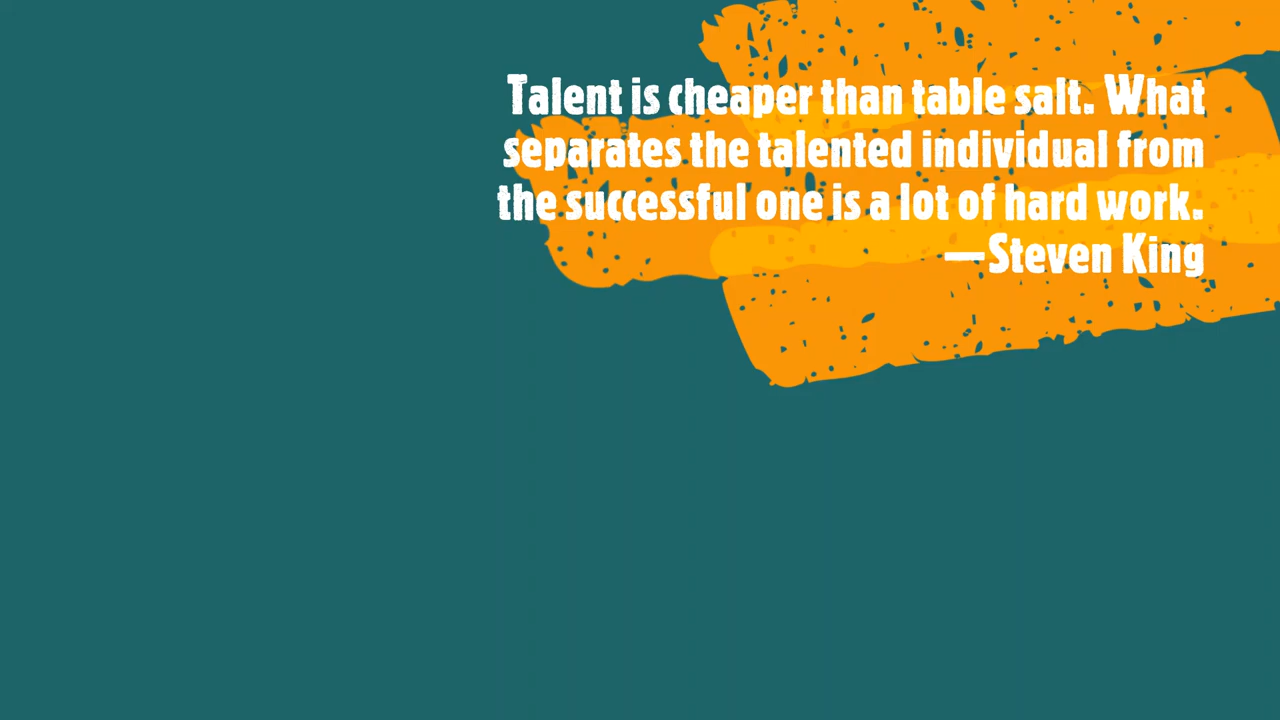 Talent is cheaper than table salt. What
separates the talented individual from
the successful one is a lot of hard work.
—Steven King